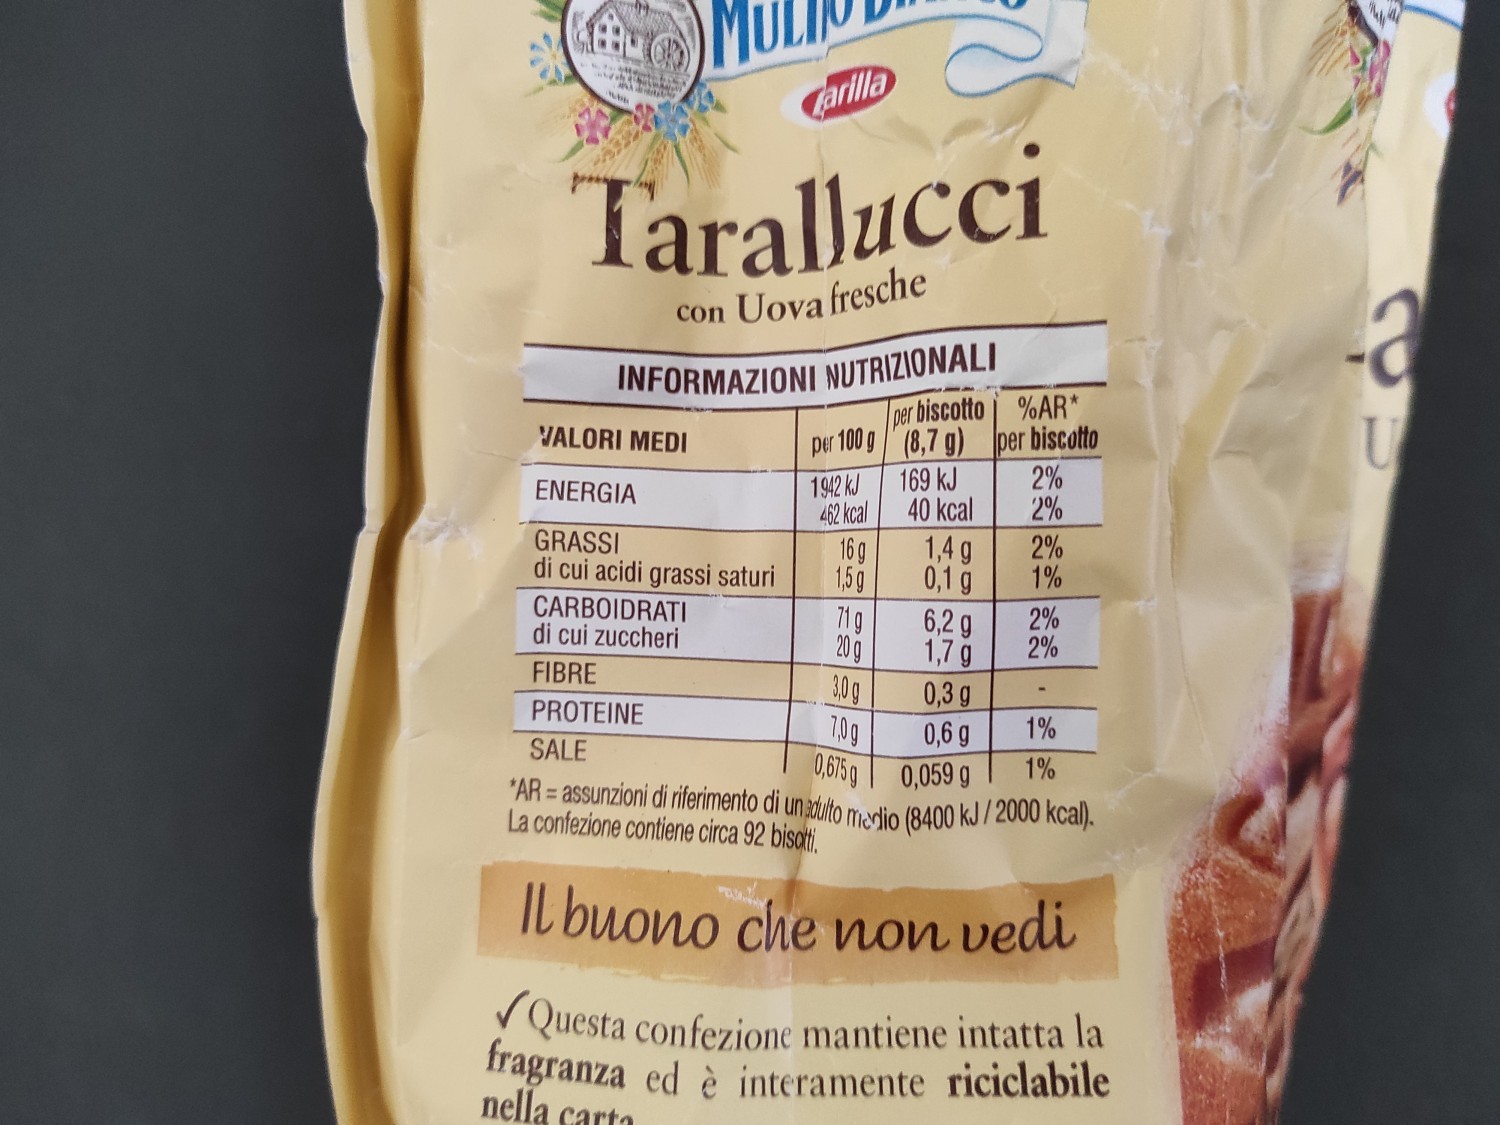 MULINO BIANCO
Barilla
Tarallucci
con Uova fresche
INFORMAZIONI NUTRIZIONALI
VALORI MEDI per 100 g per biscotto (8,7 g) %AR* per biscotto
ENERGIA 1942 kJ 169 kJ 2%
462 kcal 40 kcal 2%
GRASSI 16 g 1,4 g 2%
di cui acidi grassi saturi 1,5 g 0,1 g 1%
CARBOIDRATI 71 g 6,2 g 2%
di cui zuccheri 20 g 1,7 g 2%
FIBRE 3,0 g 0,3 g -
PROTEINE 7,0 g 0,6 g 1%
SALE 0,675 g 0,059 g 1%
*AR = assunzioni di riferimento di un adulto medio (8400 kJ / 2000 kcal).
La confezione contiene circa 92 biscotti.
Il buono che non vedi
✓Questa confezione mantiene intatta la
fragranza ed è interamente riciclabile
nella carta
a
U